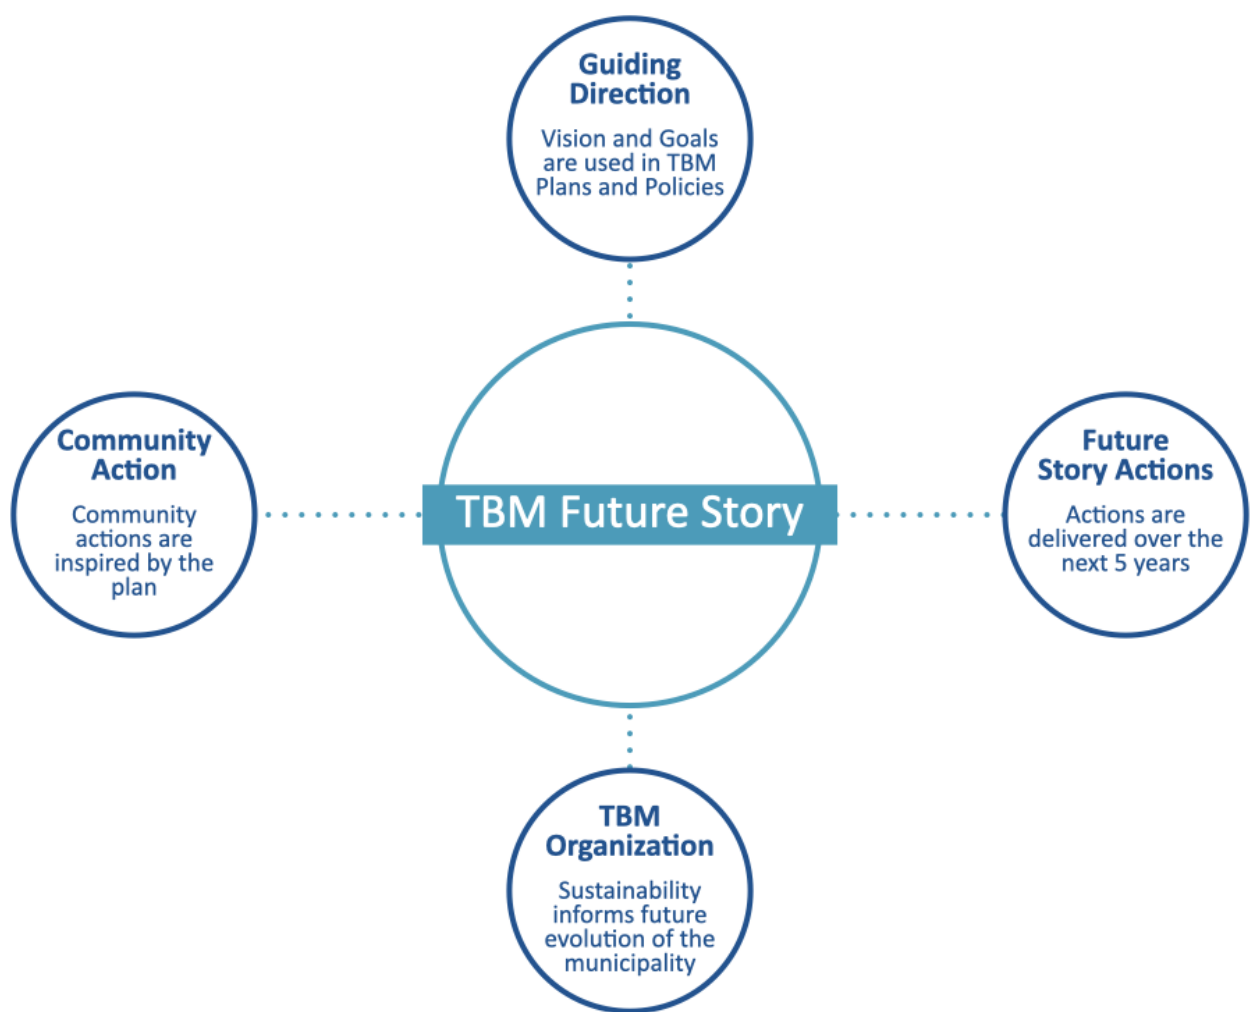 Guiding
Direction
Vision and Goals
are used in TBM
Plans and Policies
Community
Action
Community
actions are
inspired by the
plan
TBM Future Story
Future
Story Actions
Actions are
delivered over the
next 5 years
TBM
Organization
Sustainability
informs future
evolution of the
municipality